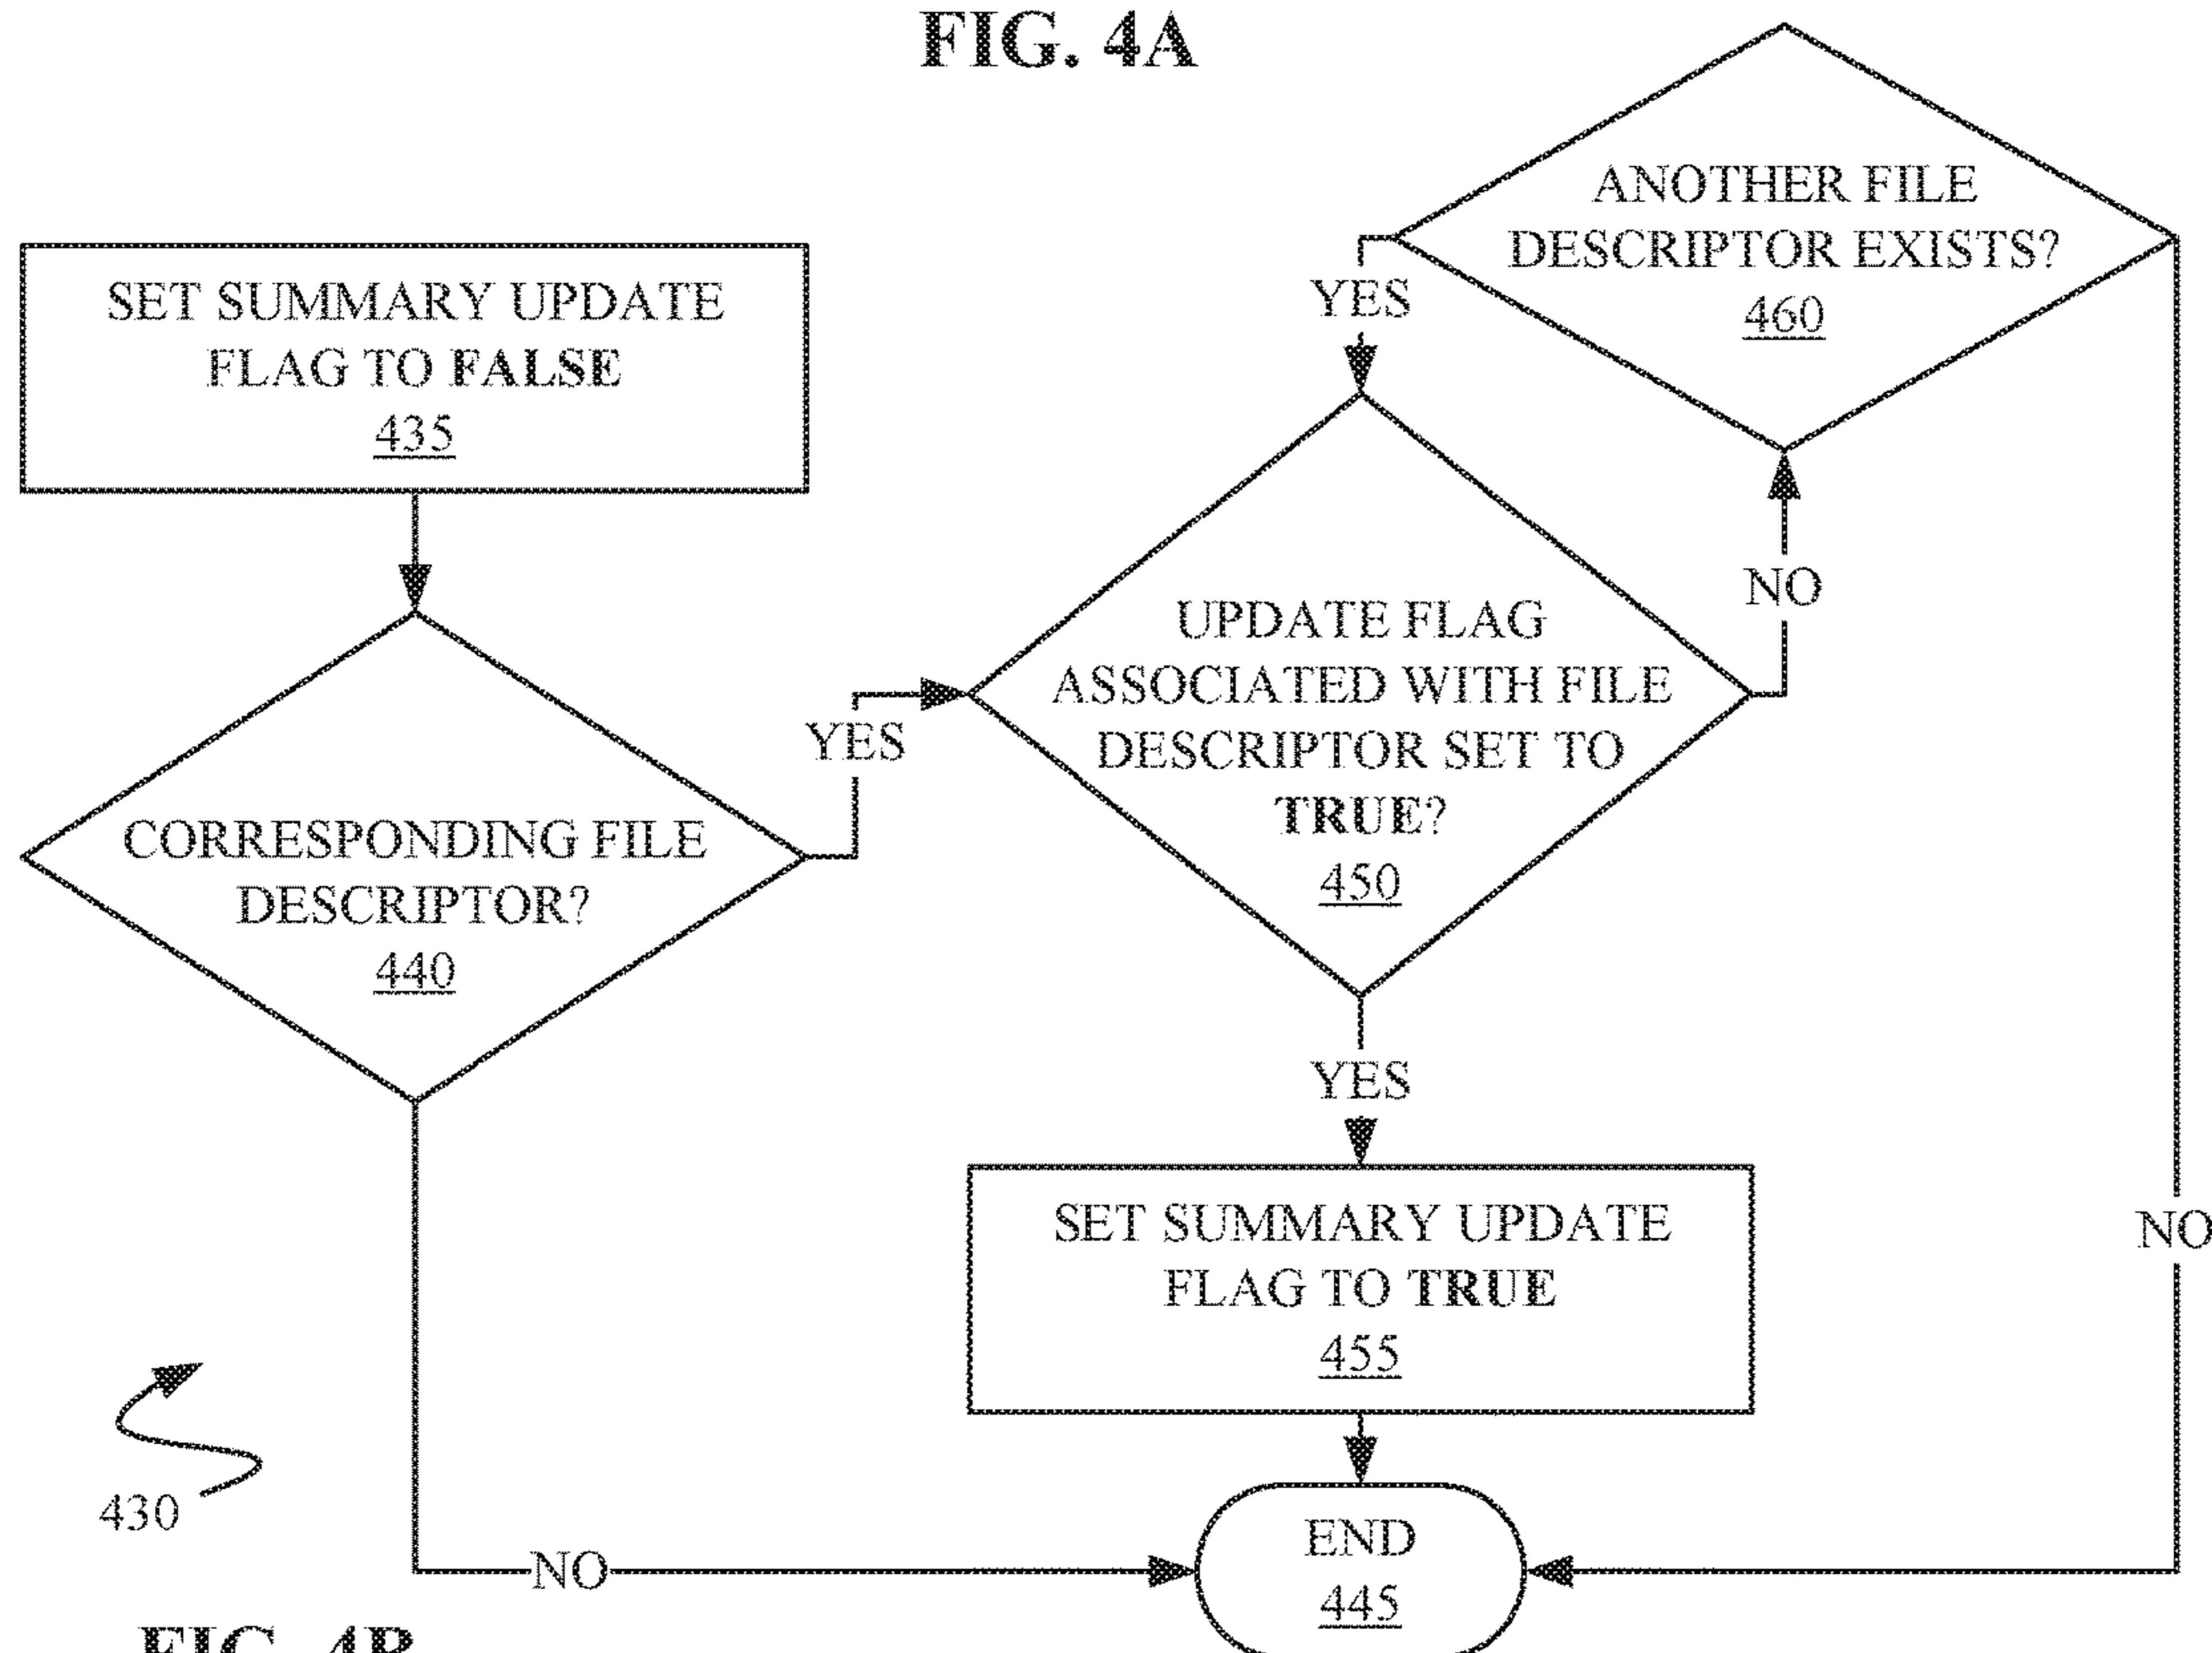 FIG. 4A
SET SUMMARY UPDATE
FLAG TO FALSE
435
CORRESPONDING FILE
DESCRIPTOR?
440
YES
NO
ANOTHER FILE
DESCRIPTOR EXISTS?
460
YES
NO
UPDATE FLAG
ASSOCIATED WITH FILE
DESCRIPTOR SET TO
TRUE?
450
NO
YES
SET SUMMARY UPDATE
FLAG TO TRUE
455
END
445
430
FIG. 4B